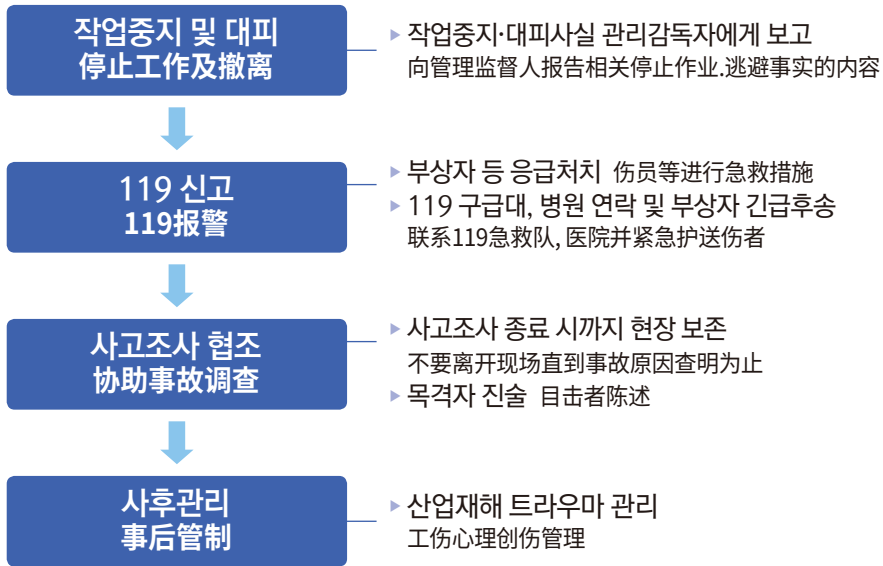 작업중지 및 대피
停止工作及撤离
▶ 작업중지·대피사실 관리감독자에게 보고
向管理监督人报告相关停止作业.逃避事实的内容
119 신고
119报警
▶ 부상자 등 응급처치 伤员等进行急救措施
▶ 119 구급대, 병원 연락 및 부상자 긴급후송
联系119急救队, 医院并紧急护送伤者
사고조사 협조
协助事故调查
▶ 사고조사 종료 시까지 현장 보존
不要离开现场直到事故原因查明为止
▶ 목격자 진술 目击者陈述
사후관리
事后管制
▶ 산업재해 트라우마 관리
工伤心理创伤管理